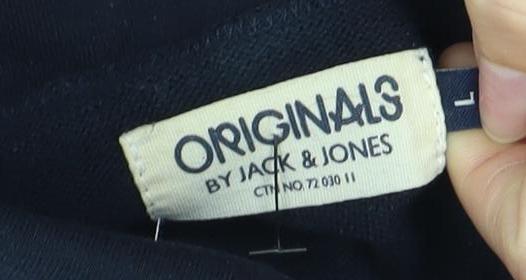 ORIGINALS
BY JACK & JONES
CTN NO. 72 030 11
L